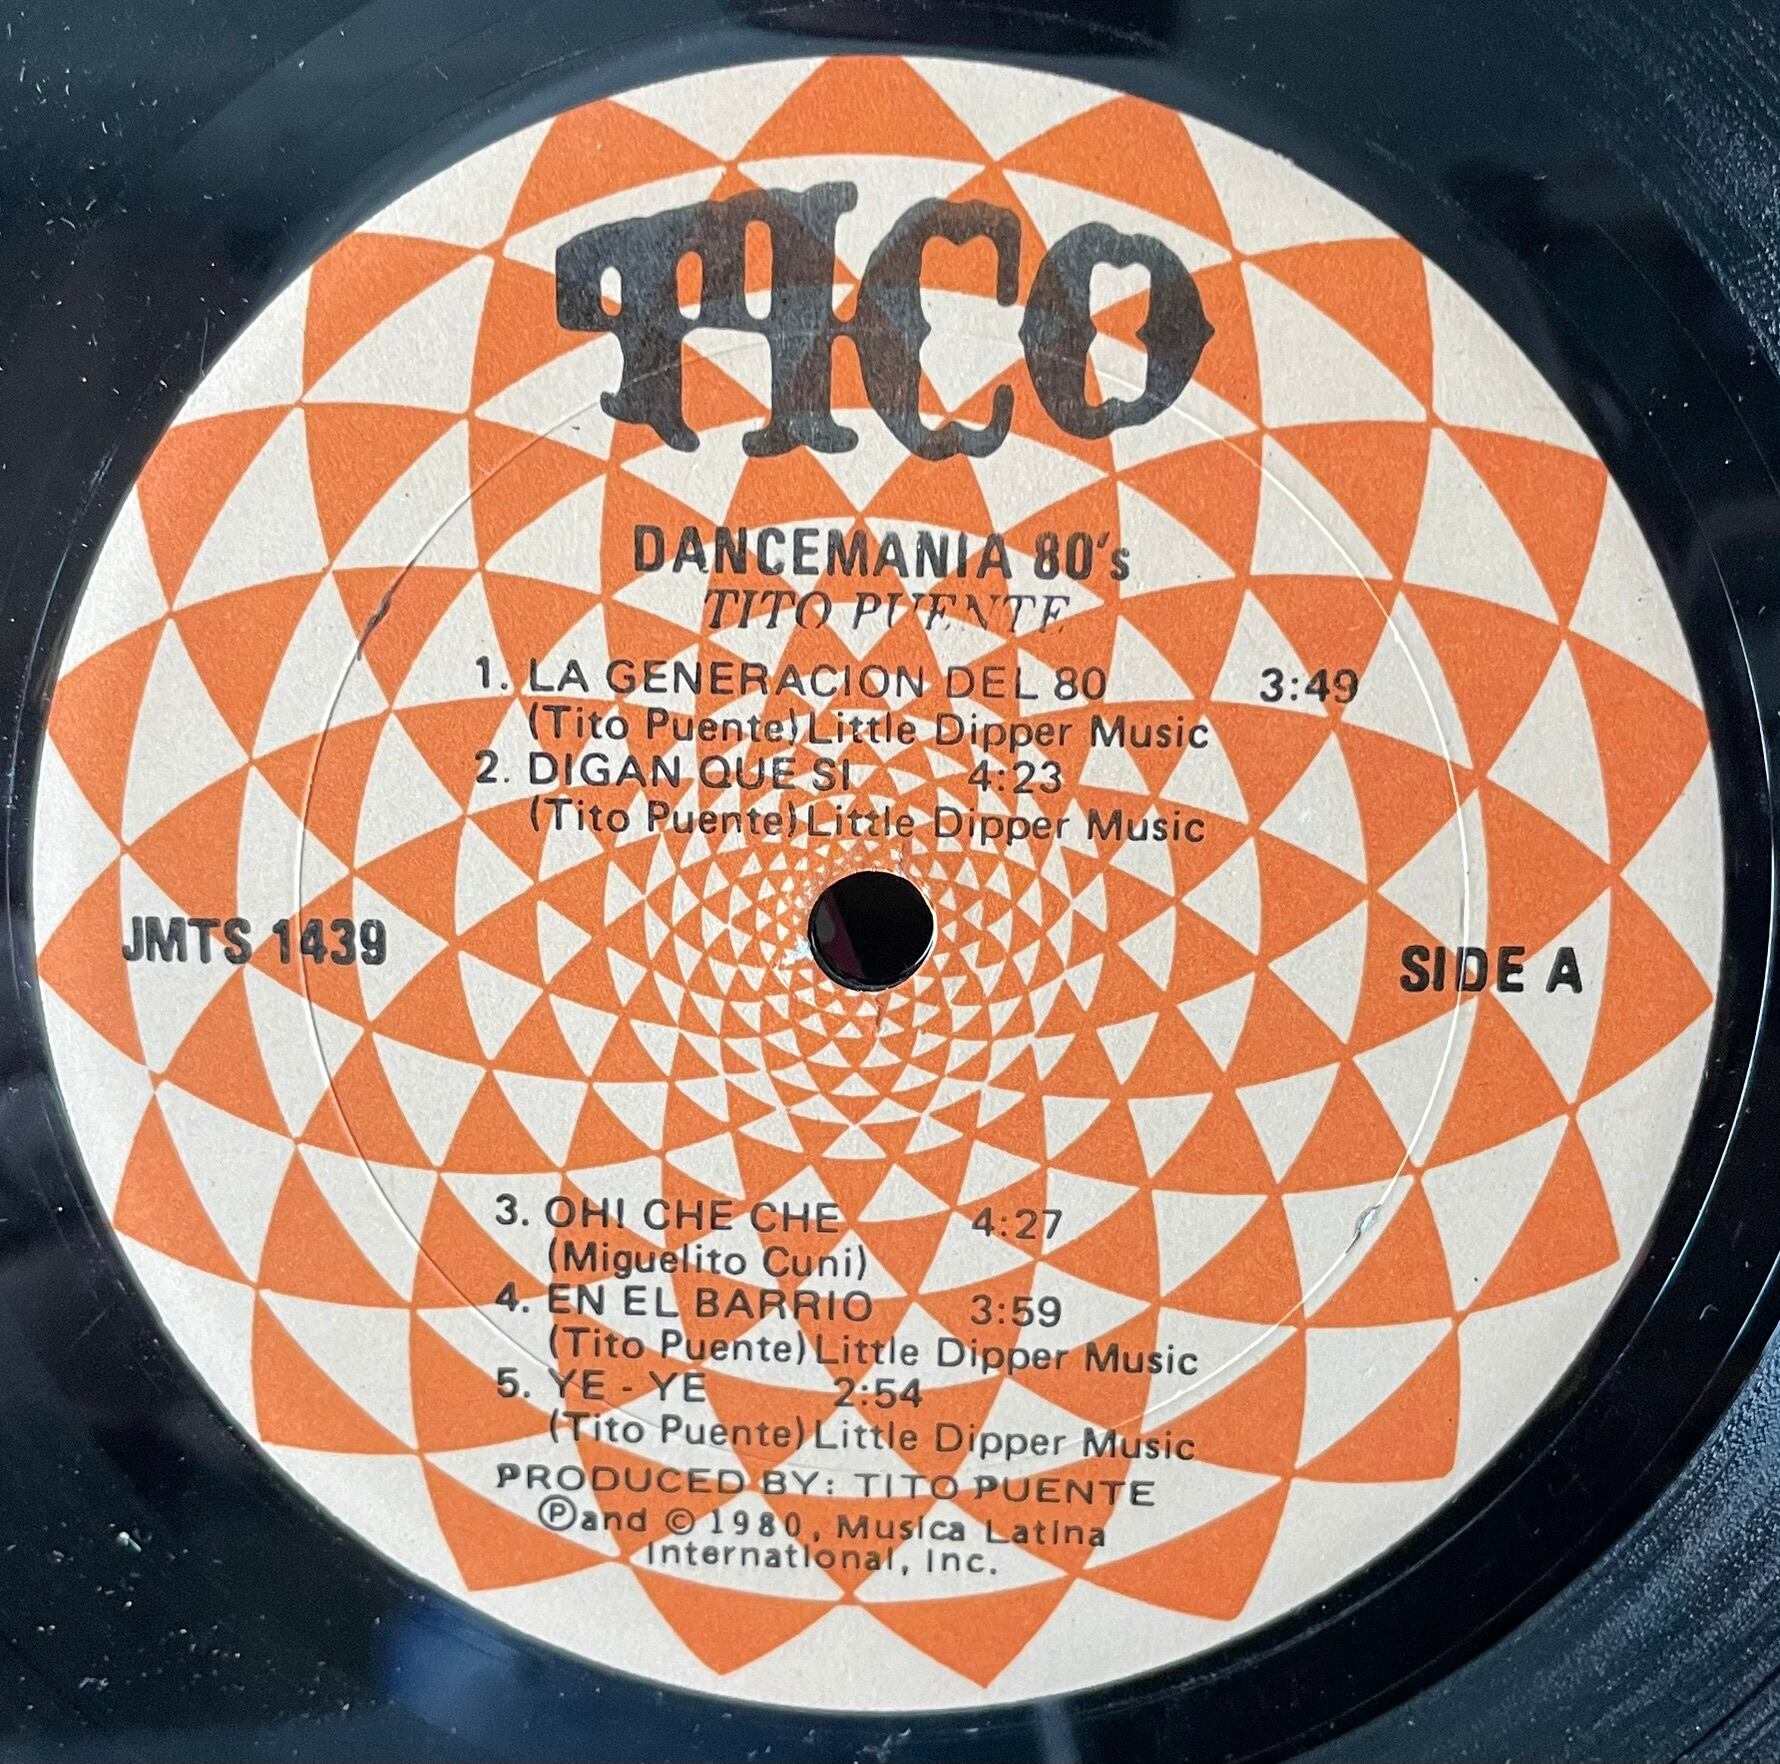 TICO
DANCEMANIA 80's
TITO PUENTE
1. LA GENERACION DEL 80 3:49
(Tito Puente) Little Dipper Music
2. DIGAN QUE SI 4:23
(Tito Puente) Little Dipper Music
JMTS 1439
SIDE A
3. OH! CHE CHE 4:27
(Miguelito Cuni)
4. EN EL BARRIO 3:59
(Tito Puente) Little Dipper Music
5. YE - YE 2:54
(Tito Puente) Little Dipper Music
PRODUCED BY: TITO PUENTE
Ⓟ and © 1980, Musica Latina
International, Inc.